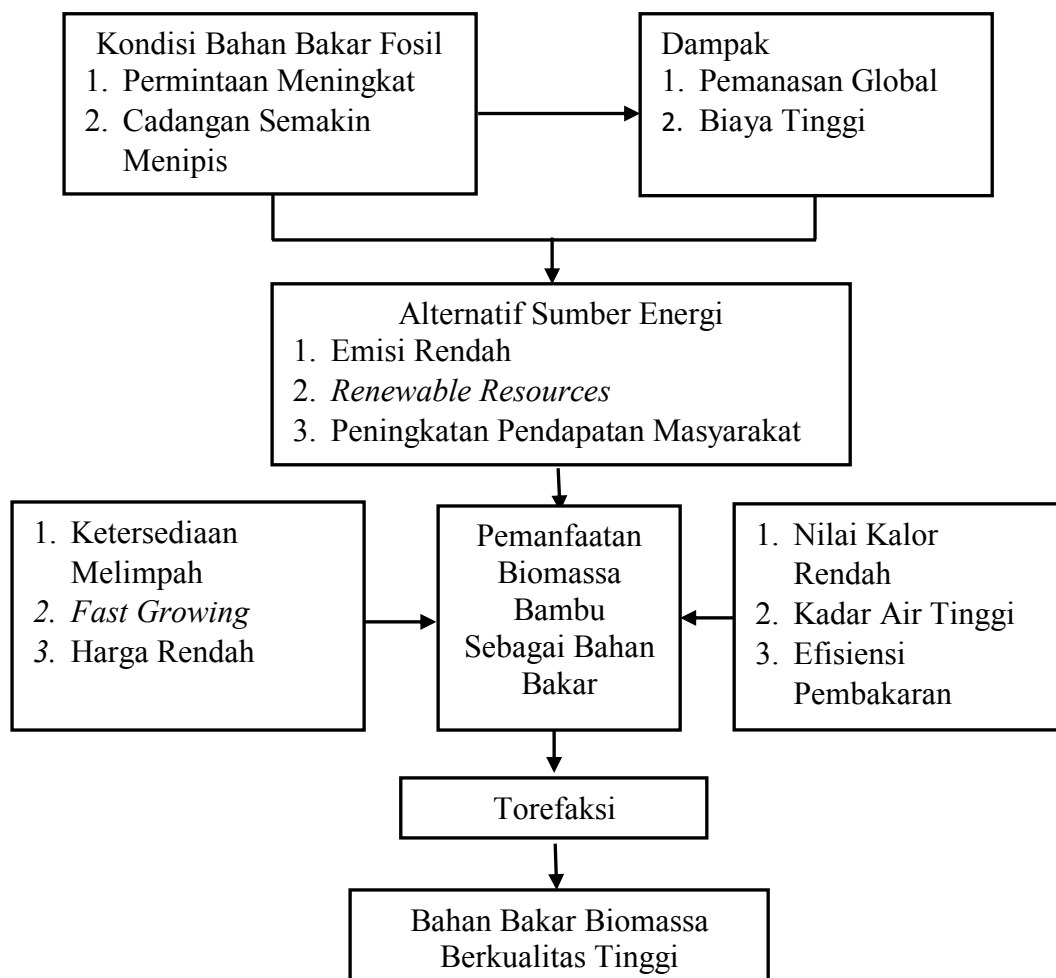 Kondisi Bahan Bakar Fosil
1. Permintaan Meningkat
2. Cadangan Semakin
Menipis
Dampak
1. Pemanasan Global
2. Biaya Tinggi
Alternatif Sumber Energi
1. Emisi Rendah
2. Renewable Resources
3. Peningkatan Pendapatan Masyarakat
1. Ketersediaan
Melimpah
2. Fast Growing
3. Harga Rendah
Pemanfaatan
Biomassa
Bambu
Sebagai Bahan
Bakar
1. Nilai Kalor
Rendah
2. Kadar Air Tinggi
3. Efisiensi
Pembakaran
Torefaksi
Bahan Bakar Biomassa
Berkualitas Tinggi